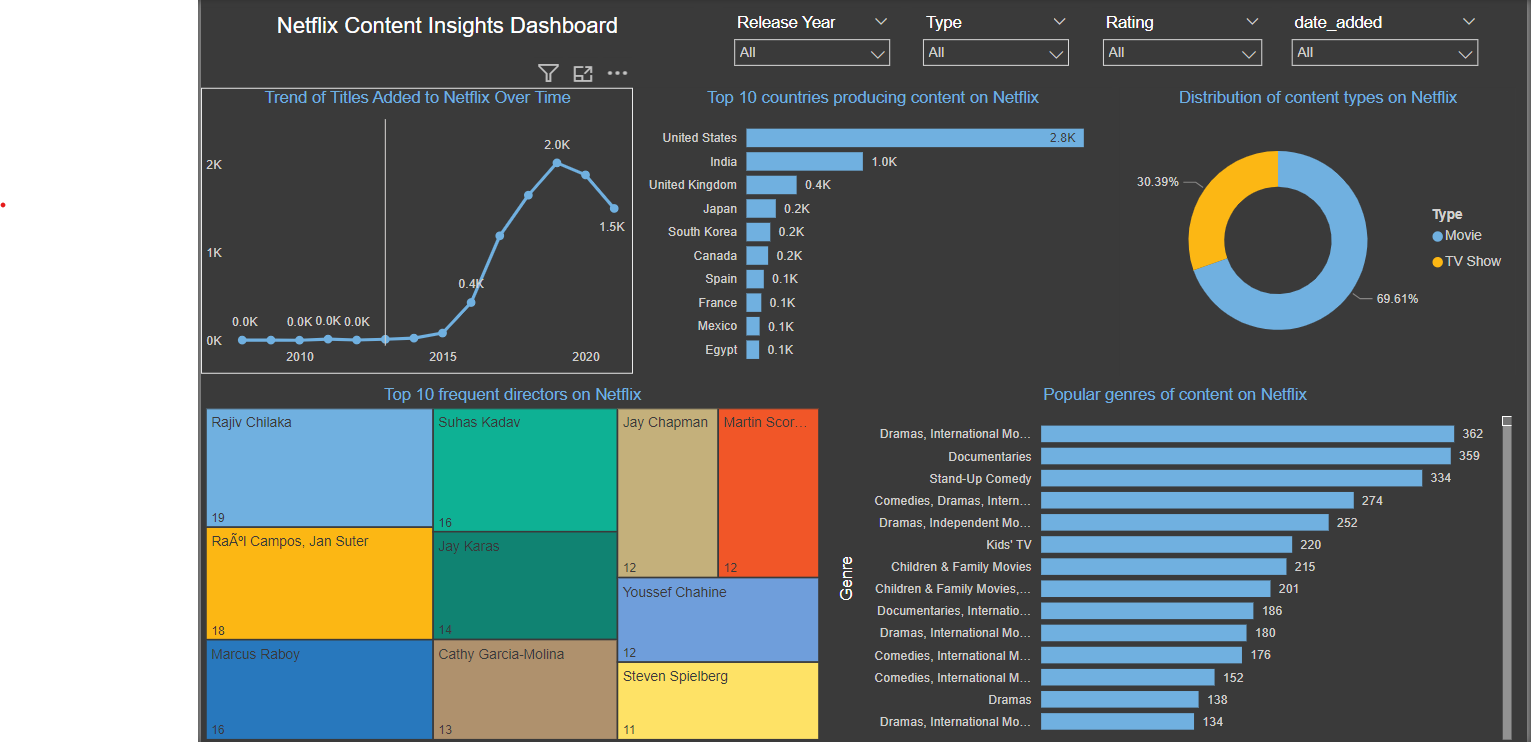 Netflix Content Insights Dashboard
Release Year
All
Type
All
Rating
All
date_added
All
Trend of Titles Added to Netflix Over Time
2K
1K
0K
0.0K
0.0K
0.0K
0.0K
0.4K
2.0K
1.5K
2010
2015
2020
Top 10 countries producing content on Netflix
United States 2.8K
India 1.0K
United Kingdom 0.4K
Japan 0.2K
South Korea 0.2K
Canada 0.2K
Spain 0.1K
France 0.1K
Mexico 0.1K
Egypt 0.1K
Distribution of content types on Netflix
30.39%
69.61%
Type
Movie
TV Show
Top 10 frequent directors on Netflix
Rajiv Chilaka
19
RaÃºl Campos, Jan Suter
18
Marcus Raboy
16
Suhas Kadav
16
Jay Karas
14
Cathy Garcia-Molina
13
Jay Chapman
12
Martin Scor...
12
Youssef Chahine
12
Steven Spielberg
11
Popular genres of content on Netflix
Genre
Dramas, International Mo... 362
Documentaries 359
Stand-Up Comedy 334
Comedies, Dramas, Intern... 274
Dramas, Independent Mo... 252
Kids' TV 220
Children & Family Movies 215
Children & Family Movies,... 201
Documentaries, Internatio... 186
Dramas, International Mo... 180
Comedies, International M... 176
Comedies, International M... 152
Dramas 138
Dramas, International Mo... 134